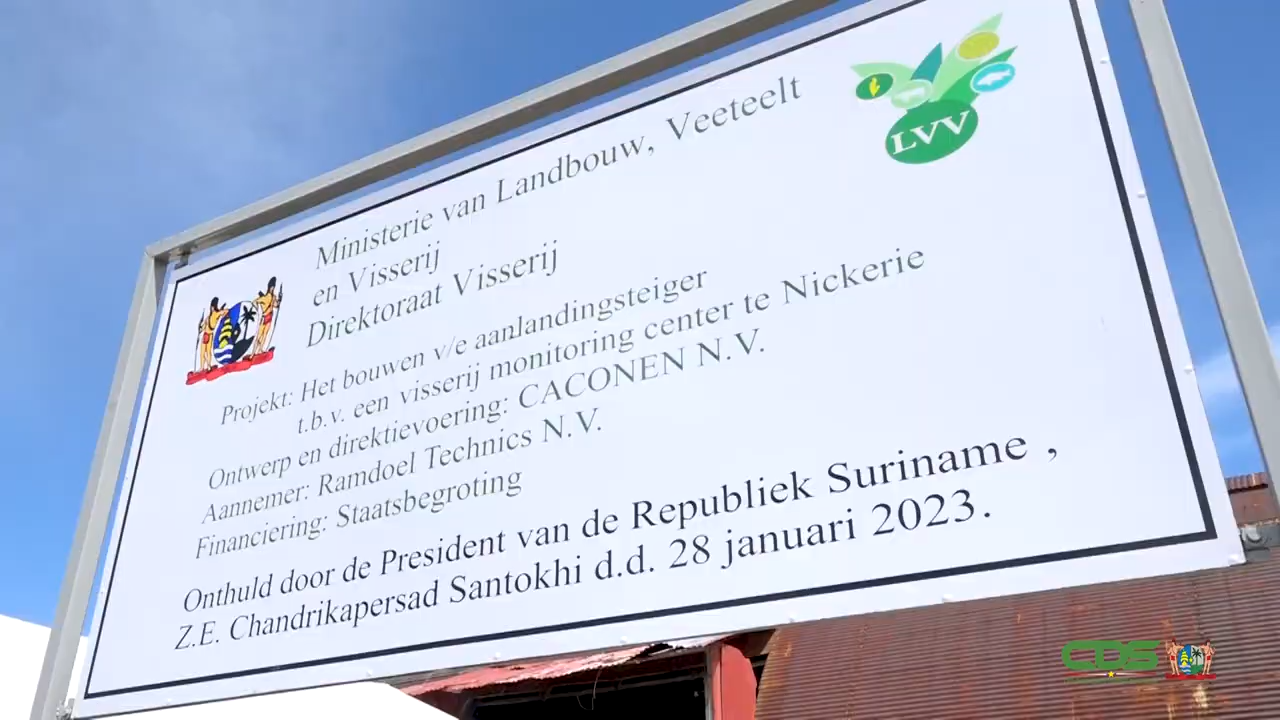 Ministerie van Landbouw, Veeteelt
en Visserij
Direktoraat Visserij
LVV
Projekt: Het bouwen v/e aanlandingsteiger
t.b.v. een visserij monitoring center te Nickerie
Ontwerp en direktievoering: CACONEN N.V.
Aannemer: Ramdoel Technics N.V.
Financiering: Staatsbegroting
Onthuld door de President van de Republiek Suriname ,
Z.E. Chandrikapersad Santokhi d.d. 28 januari 2023.
CDS